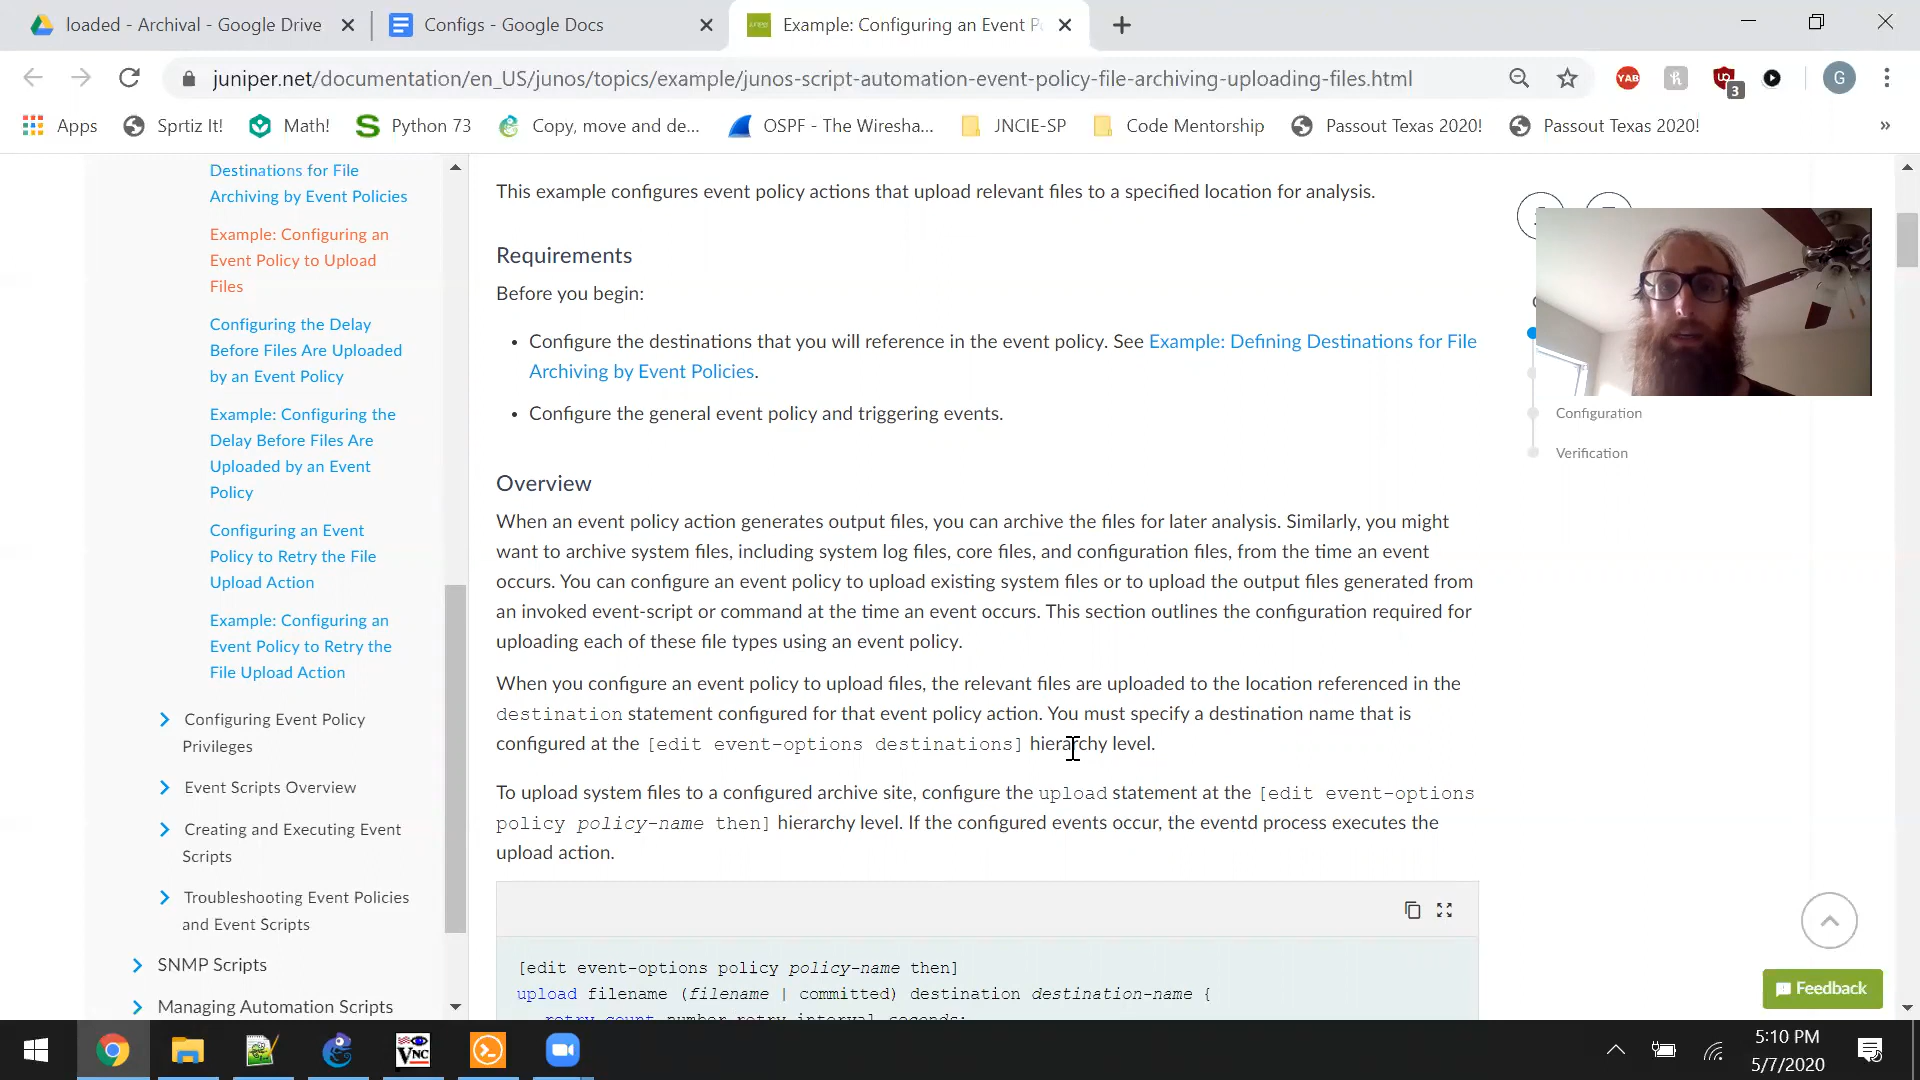 loaded - Archival - Google Drive
Configs - Google Docs
Example: Configuring an Event P
juniper.net/documentation/en_US/junos/topics/example/junos-script-automation-event-policy-file-archiving-uploading-files.html
YAB
3
G
Apps
Sprtiz It!
Math!
Python 73
Copy, move and de...
OSPF - The Wiresha...
JNCIE-SP
Code Mentorship
Passout Texas 2020!
Passout Texas 2020!
»
Destinations for File
Archiving by Event Policies
Example: Configuring an
Event Policy to Upload
Files
Configuring the Delay
Before Files Are Uploaded
by an Event Policy
Example: Configuring the
Delay Before Files Are
Uploaded by an Event
Policy
Configuring an Event
Policy to Retry the File
Upload Action
Example: Configuring an
Event Policy to Retry the
File Upload Action
Configuring Event Policy
Privileges
Event Scripts Overview
Creating and Executing Event
Scripts
Troubleshooting Event Policies
and Event Scripts
SNMP Scripts
Managing Automation Scripts
This example configures event policy actions that upload relevant files to a specified location for analysis.
Requirements
Before you begin:
• Configure the destinations that you will reference in the event policy. See Example: Defining Destinations for File
Archiving by Event Policies.
• Configure the general event policy and triggering events.
Overview
When an event policy action generates output files, you can archive the files for later analysis. Similarly, you might
want to archive system files, including system log files, core files, and configuration files, from the time an event
occurs. You can configure an event policy to upload existing system files or to upload the output files generated from
an invoked event-script or command at the time an event occurs. This section outlines the configuration required for
uploading each of these file types using an event policy.
When you configure an event policy to upload files, the relevant files are uploaded to the location referenced in the
destination statement configured for that event policy action. You must specify a destination name that is
configured at the [edit event-options destinations] hierarchy level.
To upload system files to a configured archive site, configure the upload statement at the [edit event-options
policy policy-name then] hierarchy level. If the configured events occur, the eventd process executes the
upload action.
[edit event-options policy policy-name then]
upload filename (filename | committed) destination destination-name {
retry-count number retry-interval seconds;
Configuration
Verification
Feedback
VNC
5:10 PM
5/7/2020